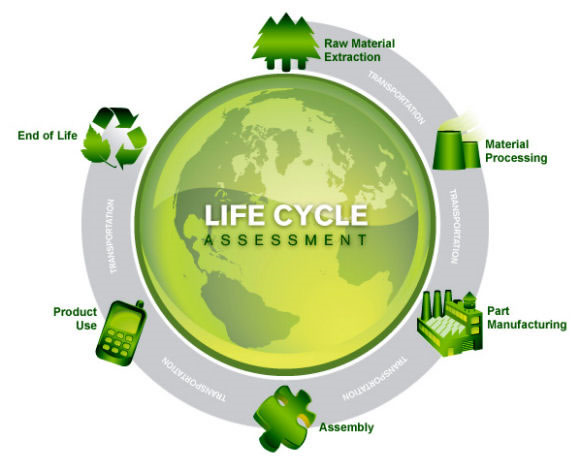 Raw Material
Extraction
TRANSPORTATION
Material
Processing
TRANSPORTATION
Part
Manufacturing
TRANSPORTATION
Assembly
TRANSPORTATION
Product
Use
TRANSPORTATION
End of Life
LIFE CYCLE
ASSESSMENT